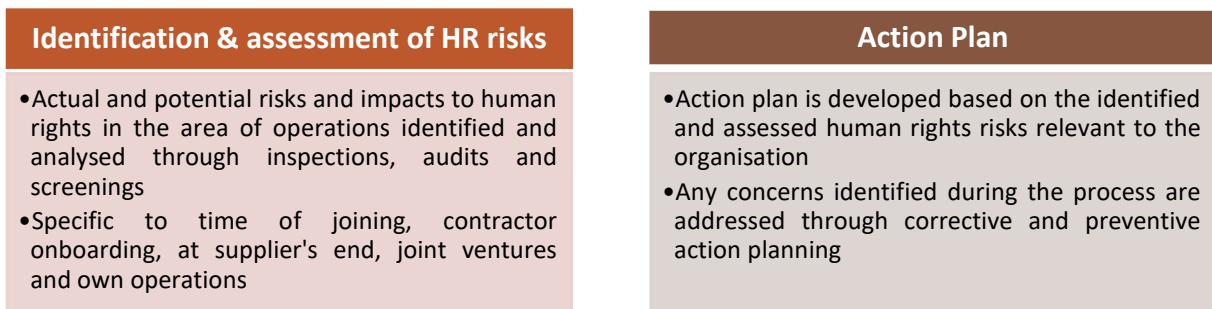 Identification & assessment of HR risks
•Actual and potential risks and impacts to human
rights in the area of operations identified and
analysed through inspections, audits and
screenings
•Specific to time of joining, contractor
onboarding, at supplier's end, joint ventures
and own operations
Action Plan
•Action plan is developed based on the identified
and assessed human rights risks relevant to the
organisation
•Any concerns identified during the process are
addressed through corrective and preventive
action planning